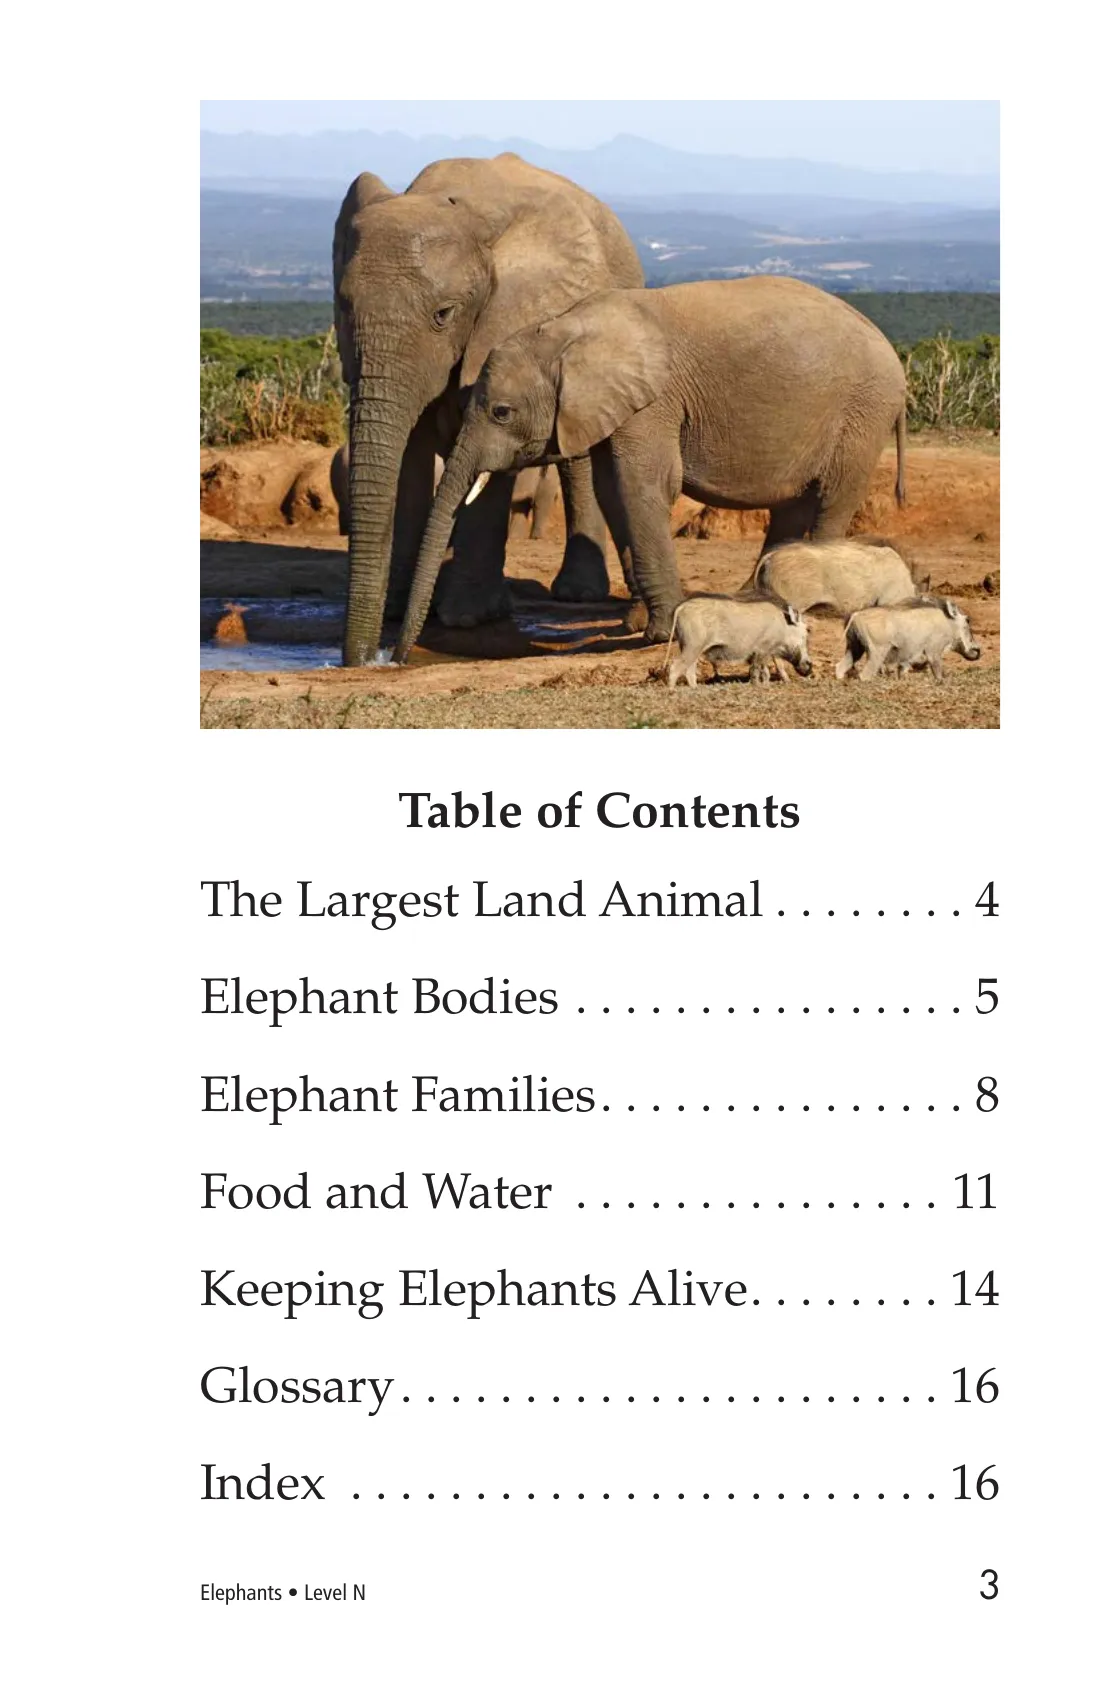 Table of Contents
The Largest Land Animal . . . . . . . . 4
Elephant Bodies . . . . . . . . . . . . . . . . 5
Elephant Families. . . . . . . . . . . . . . . 8
Food and Water . . . . . . . . . . . . . . . 11
Keeping Elephants Alive. . . . . . . . 14
Glossary. . . . . . . . . . . . . . . . . . . . . . 16
Index . . . . . . . . . . . . . . . . . . . . . . . . 16
Elephants • Level N 3